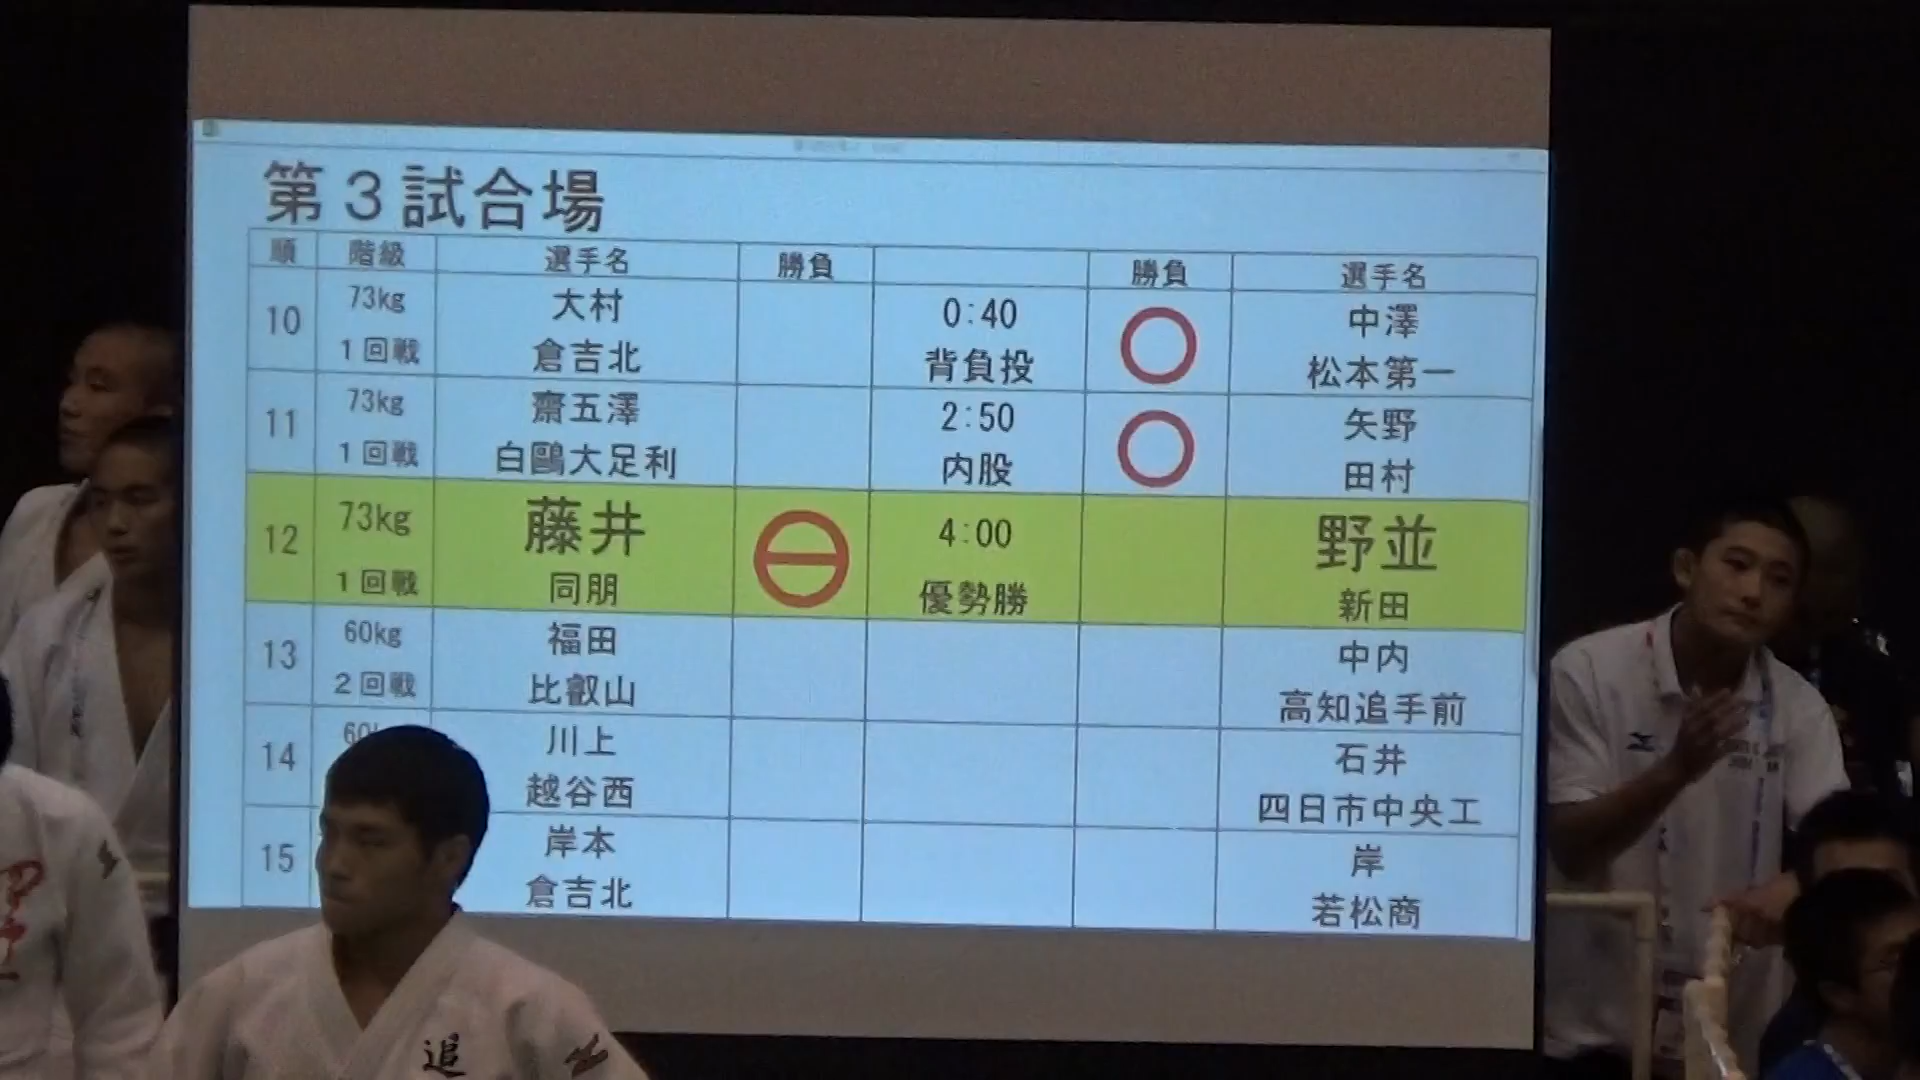 第3試合場
順 階級 選手名 勝負 勝負 選手名
10 73kg 大村 0:40 中澤
1回戦 倉吉北 背負投 松本第一
11 73kg 齋五澤 2:50 矢野
1回戦 白鷗大足利 内股 田村
12 73kg 藤井 4:00 野並
1回戦 同朋 優勢勝 新田
13 60kg 福田 中内
2回戦 比叡山 高知追手前
14 60 川上 石井
越谷西 四日市中央工
15 岸本 岸
倉吉北 若松商
追